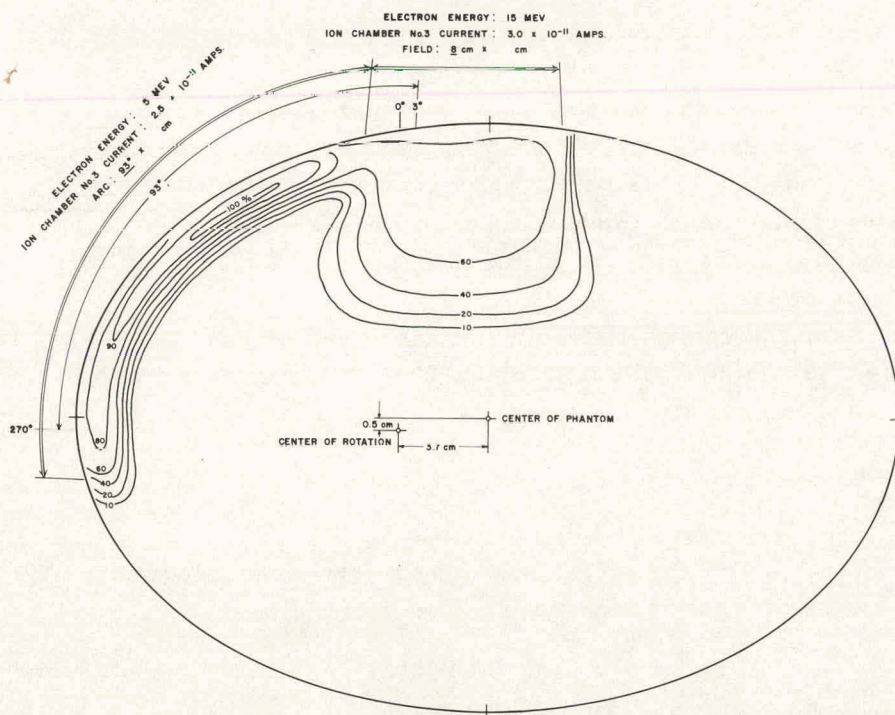 ELECTRON ENERGY: 15 MEV
ION CHAMBER No.3 CURRENT: 3.0 x 10⁻¹¹ AMPS.
FIELD: 8 cm x cm
ELECTRON ENERGY: 5 MEV
ION CHAMBER No.3 CURRENT: 2.5 x 10⁻¹¹ AMPS.
ARC: 93° x cm
93°
0° 3°
100 %
90
80
60
40
20
10
60
40
20
10
270°
0.5 cm
CENTER OF PHANTOM
CENTER OF ROTATION
3.7 cm